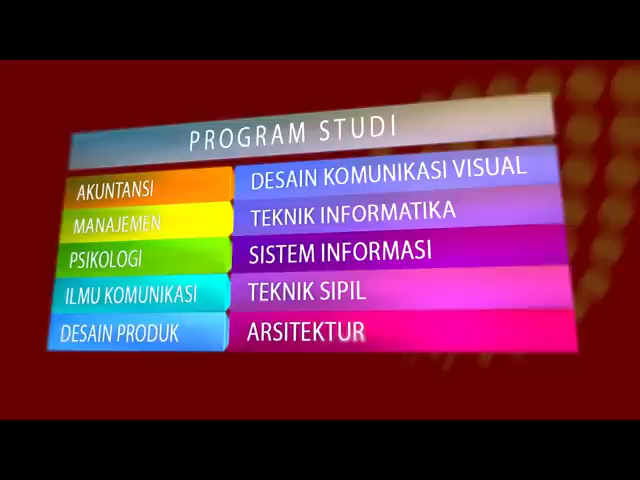 PROGRAM STUDI
AKUNTANSI
MANAJEMEN
PSIKOLOGI
ILMU KOMUNIKASI
DESAIN PRODUK
DESAIN KOMUNIKASI VISUAL
TEKNIK INFORMATIKA
SISTEM INFORMASI
TEKNIK SIPIL
ARSITEKTUR